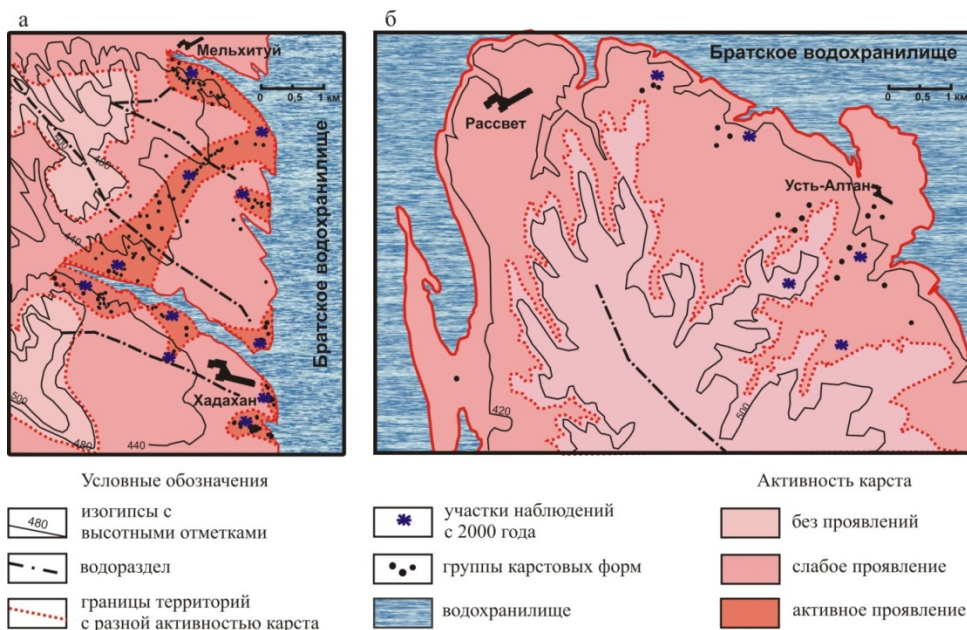 а
б
Мельхитуй
0 0,5 1 км
500
480
410
Братское водохранилище
Хадахан
500
480
440
Братское водохранилище
0 0,5 1 км
Рассвет
Усть-Алтан
420
500
Условные обозначения
480
изогипсы с
высотными отметками
водораздел
границы территорий
с разной активностью карста
участки наблюдений
с 2000 года
группы карстовых форм
водохранилище
Активность карста
без проявлений
слабое проявление
активное проявление